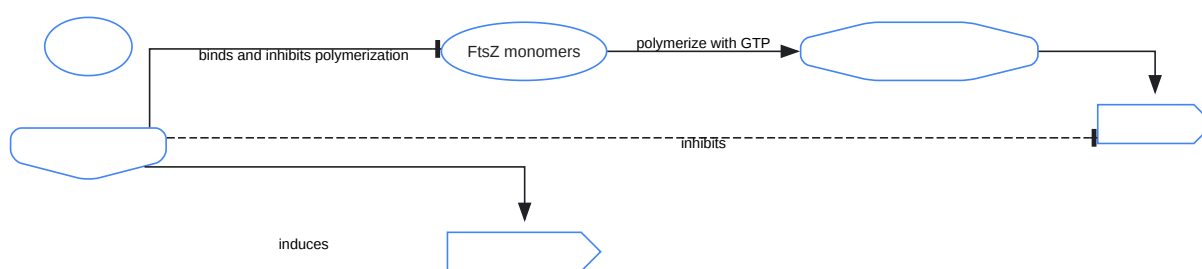 FtsZ monomers
polymerize with GTP
binds and inhibits polymerization
inhibits
induces